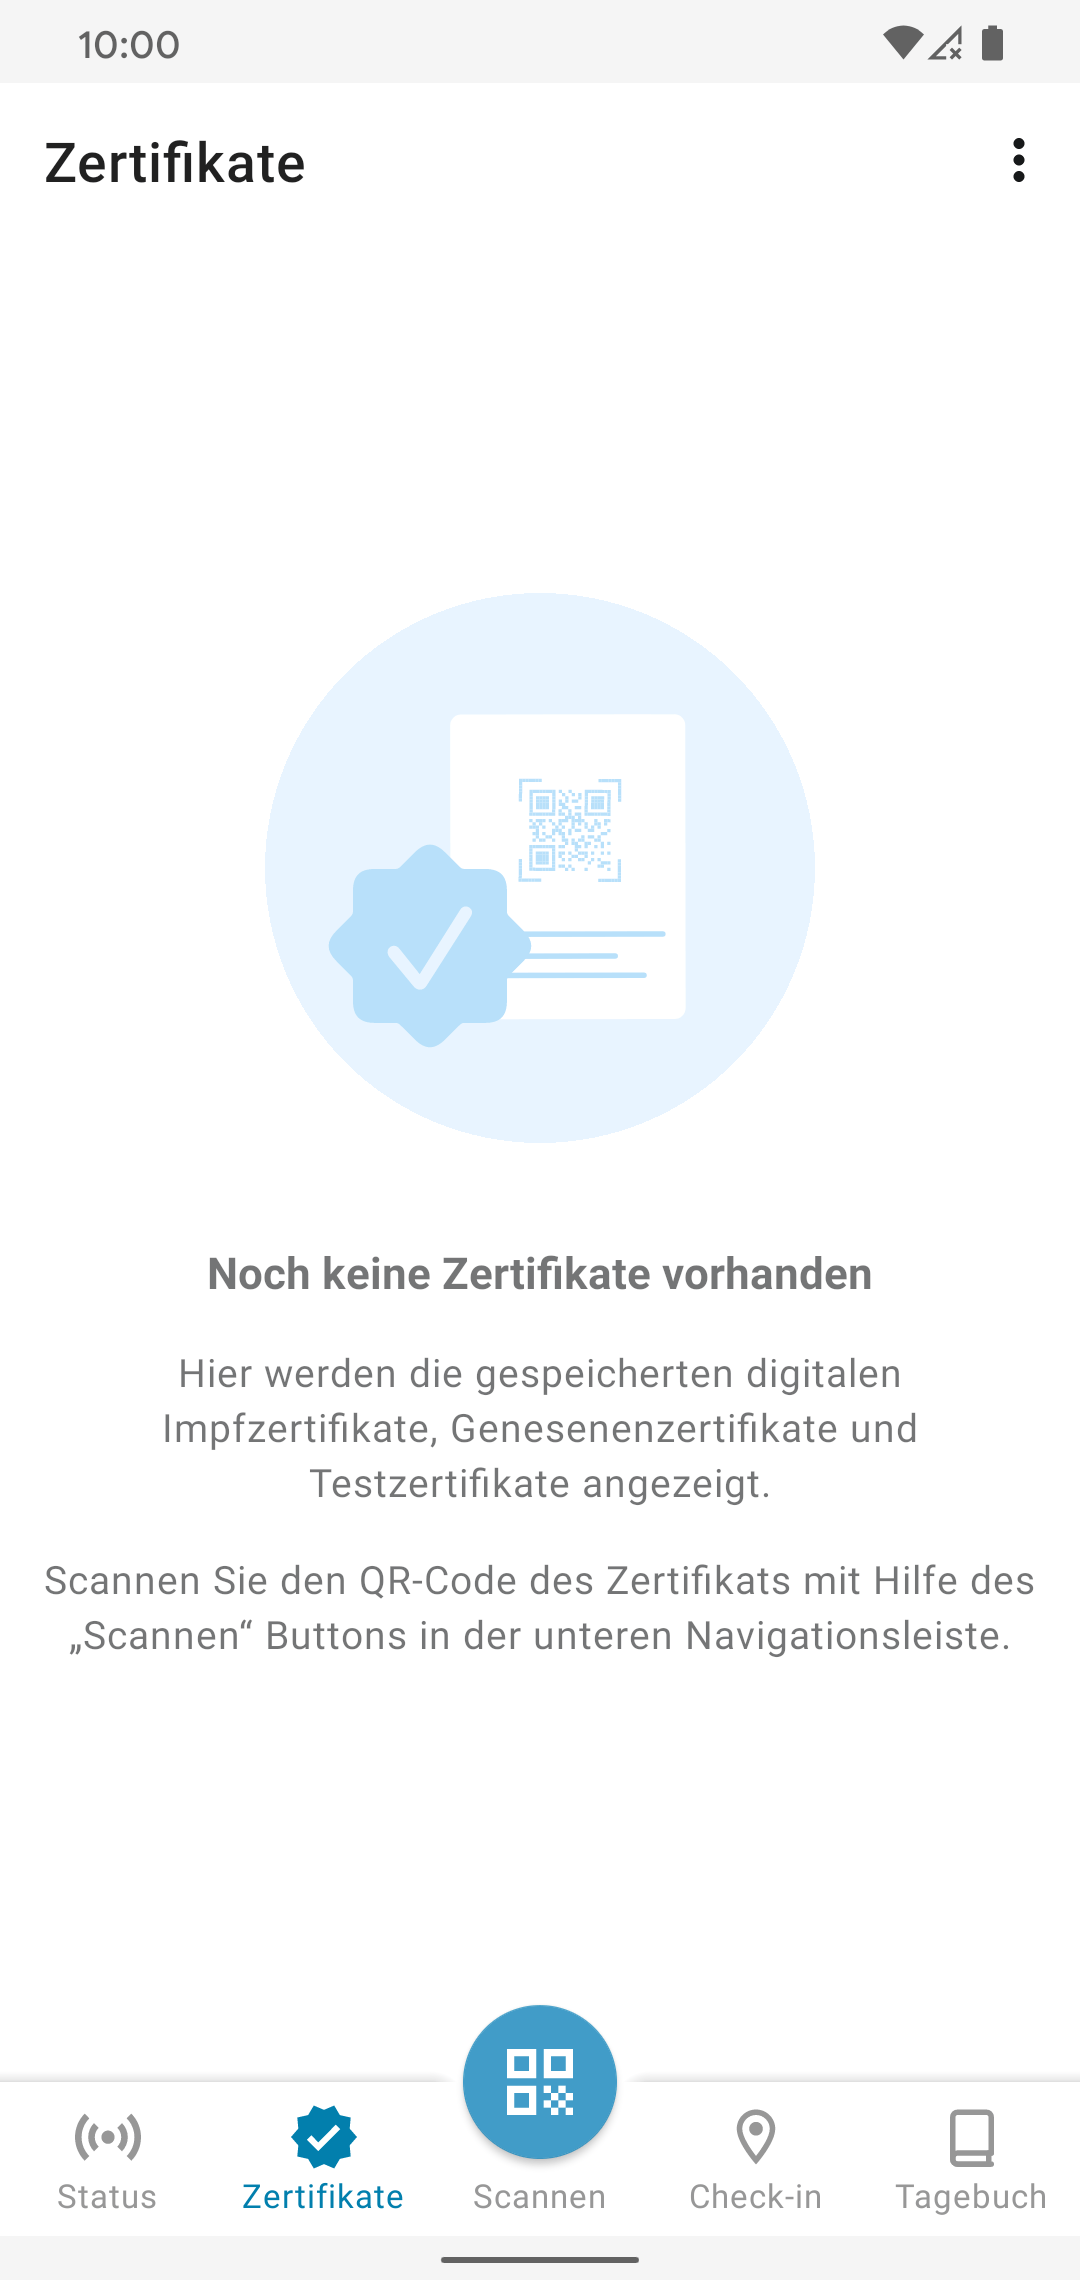 10:00
Zertifikate
Noch keine Zertifikate vorhanden
Hier werden die gespeicherten digitalen
Impfzertifikate, Genesenenzertifikate und
Testzertifikate angezeigt.
Scannen Sie den QR-Code des Zertifikats mit Hilfe des
„Scannen“ Buttons in der unteren Navigationsleiste.
Status
Zertifikate
Scannen
Check-in
Tagebuch